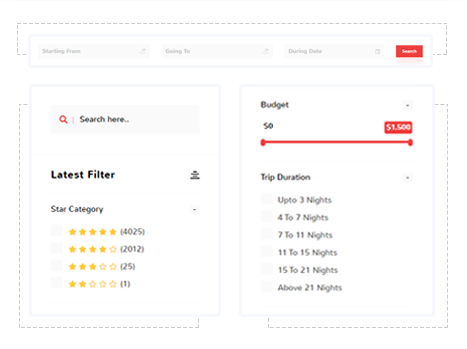 Starting From
Going To
During Date
Search
Search here..
Latest Filter
Star Category
(4025)
(2012)
(25)
(1)
Budget
$0
$1.500
Trip Duration
Upto 3 Nights
4 To 7 Nights
7 To 11 Nights
11 To 15 Nights
15 To 21 Nights
Above 21 Nights